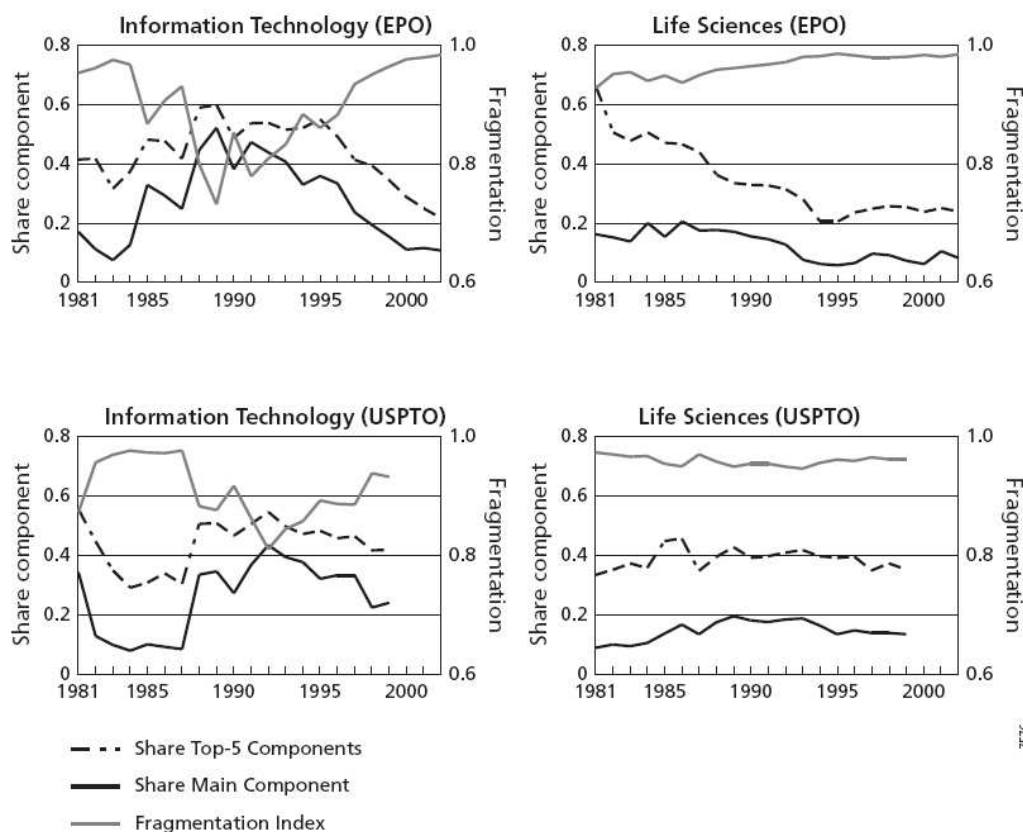 Information Technology (EPO)
Life Sciences (EPO)
Share component
0.8
0.6
0.4
0.2
0
1.0
0.8
0.6
Fragmentation
1981 1985 1990 1995 2000
Share component
0.8
0.6
0.4
0.2
0
1.0
0.8
0.6
Fragmentation
1981 1985 1990 1995 2000
Information Technology (USPTO)
Life Sciences (USPTO)
Share component
0.8
0.6
0.4
0.2
0
1.0
0.8
0.6
Fragmentation
1981 1985 1990 1995 2000
Share component
0.8
0.6
0.4
0.2
0
1.0
0.8
0.6
Fragmentation
1981 1985 1990 1995 2000
Share Top-5 Components
Share Main Component
Fragmentation Index